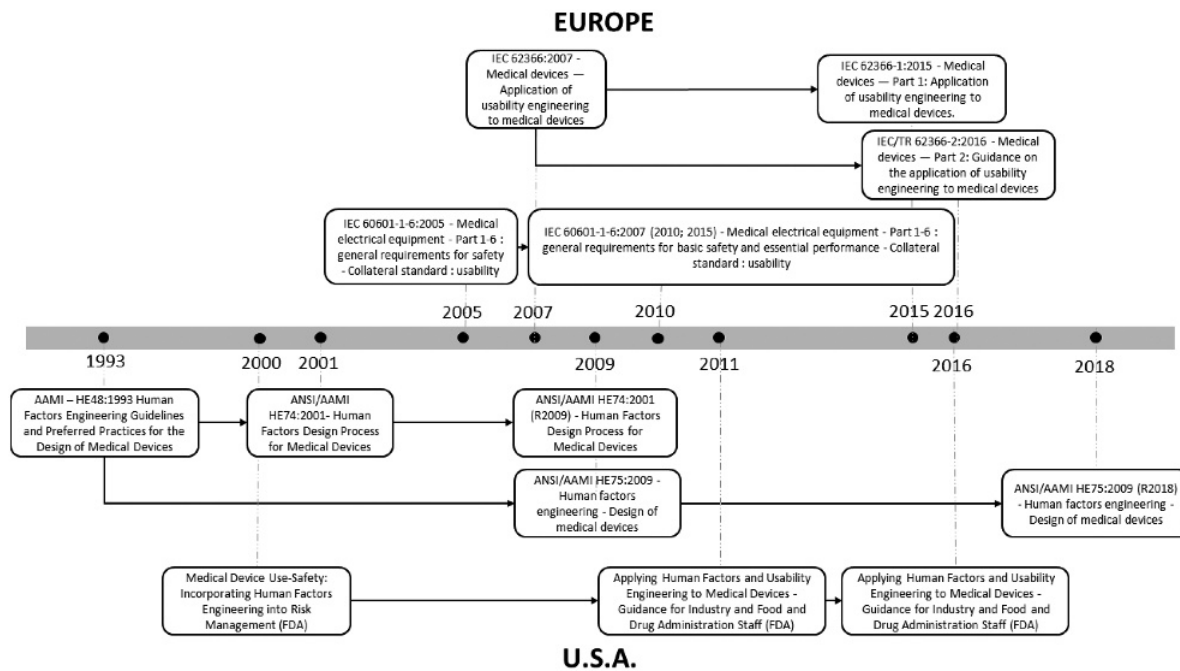 EUROPE
IEC 62366:2007 -
Medical devices —
Application of
usability engineering
to medical devices
IEC 62366-1:2015 - Medical
devices — Part 1: Application
of usability engineering to
medical devices.
IEC/TR 62366-2:2016 - Medical
devices — Part 2: Guidance on
the application of usability
engineering to medical devices
IEC 60601-1-6:2005 - Medical
electrical equipment - Part 1-6 :
general requirements for safety
- Collateral standard : usability
IEC 60601-1-6:2007 (2010; 2015) - Medical electrical equipment - Part 1-6 :
general requirements for basic safety and essential performance - Collateral
standard : usability
2005
2007
2010
2015
2016
1993
2000
2001
2009
2011
2016
2018
AAMI – HE48:1993 Human
Factors Engineering Guidelines
and Preferred Practices for the
Design of Medical Devices
ANSI/AAMI
HE74:2001- Human
Factors Design Process
for Medical Devices
ANSI/AAMI HE74:2001
(R2009) - Human Factors
Design Process for
Medical Devices
ANSI/AAMI HE75:2009 -
Human factors
engineering - Design of
medical devices
ANSI/AAMI HE75:2009 (R2018)
- Human factors engineering -
Design of medical devices
Medical Device Use-Safety:
Incorporating Human Factors
Engineering into Risk
Management (FDA)
Applying Human Factors and Usability
Engineering to Medical Devices -
Guidance for Industry and Food and
Drug Administration Staff (FDA)
Applying Human Factors and Usability
Engineering to Medical Devices -
Guidance for Industry and Food and
Drug Administration Staff (FDA)
U.S.A.